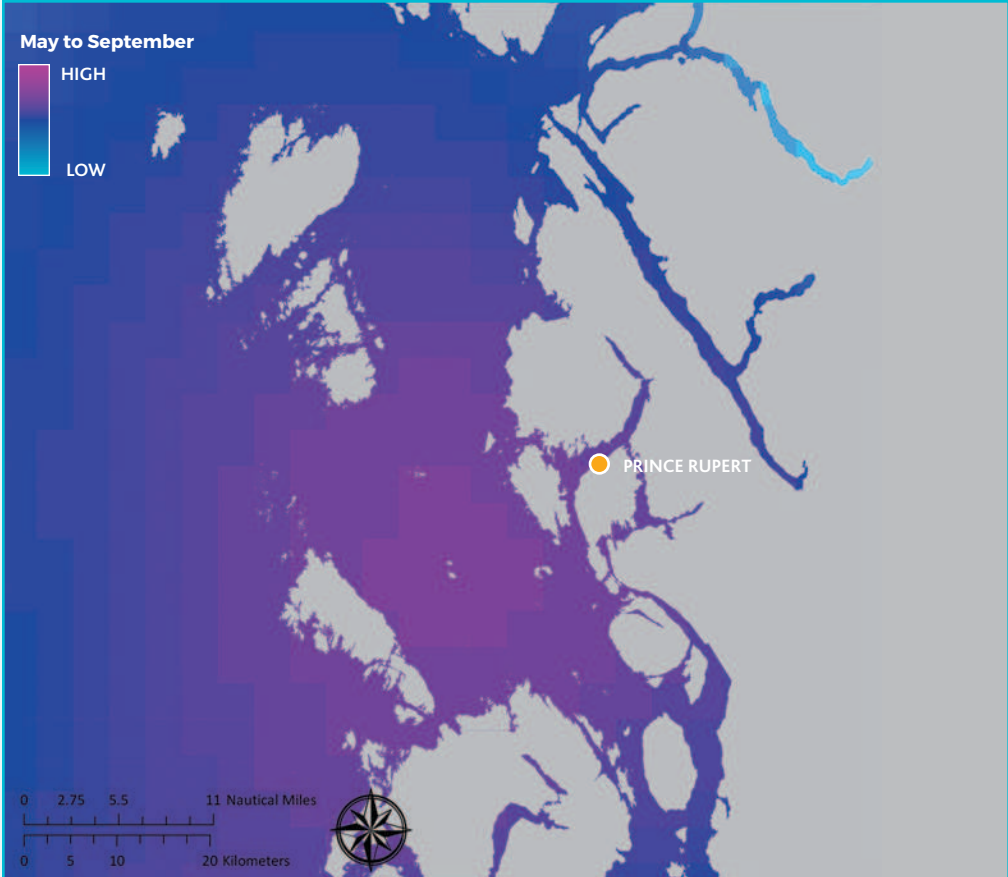 May to September
HIGH
LOW
PRINCE RUPERT
0 2.75 5.5 11 Nautical Miles
0 5 10 20 Kilometers